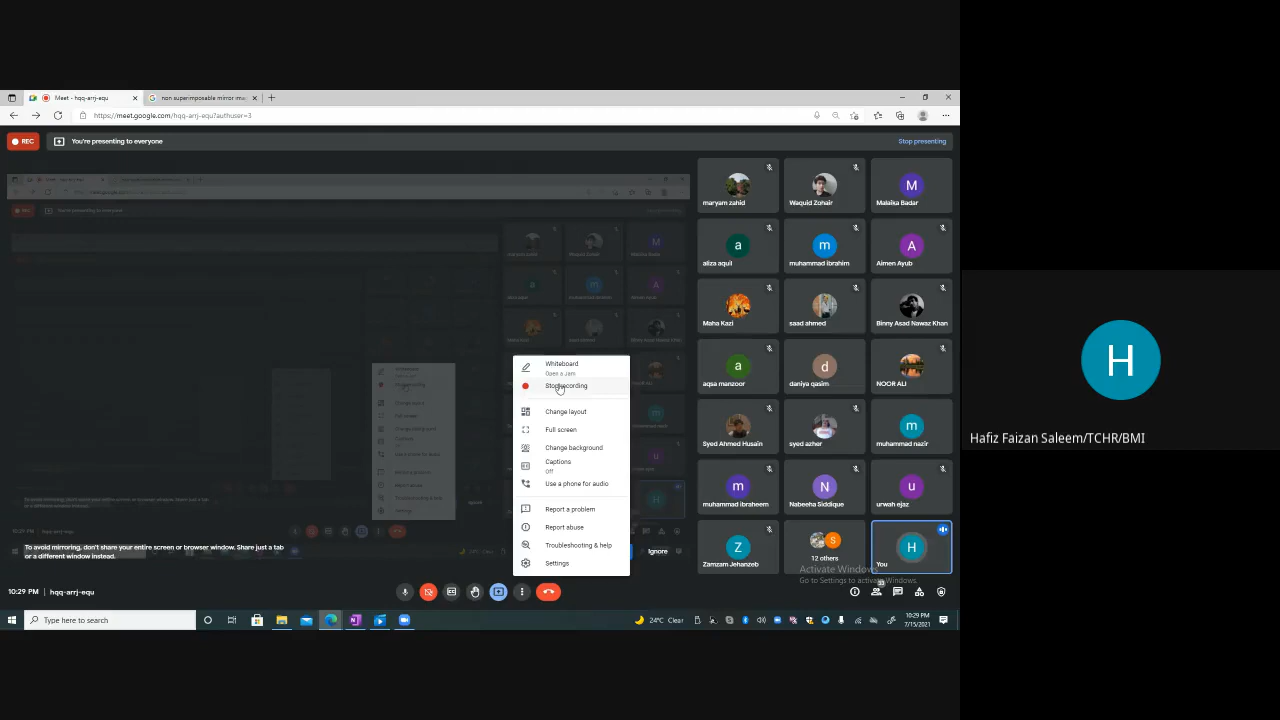 Meet - hqq-arrj-equ
non superimposable mirror im
https://meet.google.com/hqq-arrj-equ?authuser=3
REC
You're presenting to everyone
Stop presenting
maryam zahid
Waquid Zohair
M
Malaika Badar
a
aliza aquil
m
muhammad ibrahim
A
Aimen Ayub
Maha Kazi
saad ahmed
Binny Asad Nawaz Khan
a
aqsa manzoor
d
daniya qasim
NOOR ALI
Syed Ahmed Husain
syed azher
m
muhammad nazir
m
muhammad ibraheem
N
Nabeeha Siddique
u
urwah ejaz
Z
Zamzam Jehanzeb
S
12 others
H
You
Whiteboard
Open a Jam
Stop recording
Change layout
Full screen
Change background
Captions
Off
Use a phone for audio
Report a problem
Report abuse
Troubleshooting & help
Settings
To avoid mirroring, don't share your entire screen or browser window. Share just a tab
or a different window instead.
Ignore
Activate Windows
Go to Settings to activate Windows.
10:29 PM
hqq-arrj-equ
33
Type here to search
24°C Clear
10:29 PM
7/15/2021
H
Hafiz Faizan Saleem/TCHR/BMI